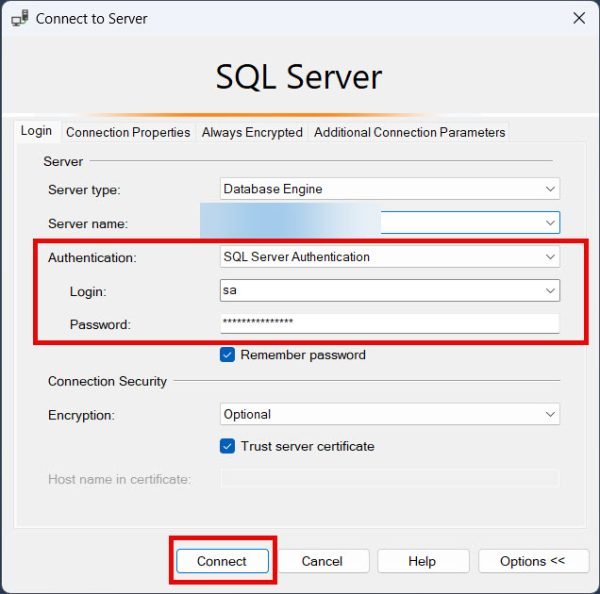 Connect to Server
SQL Server
Login Connection Properties Always Encrypted Additional Connection Parameters
Server
Server type: Database Engine
Server name:
Authentication: SQL Server Authentication
Login: sa
Password: ***************
Remember password
Connection Security
Encryption: Optional
Trust server certificate
Host name in certificate:
Connect Cancel Help Options <<